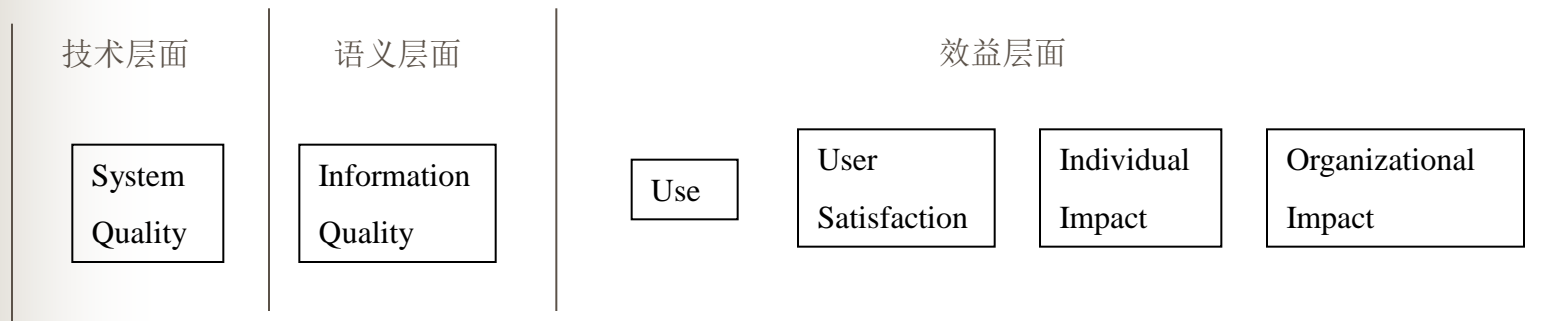 技术层面
语义层面
效益层面
System
Quality
Information
Quality
Use
User
Satisfaction
Individual
Impact
Organizational
Impact